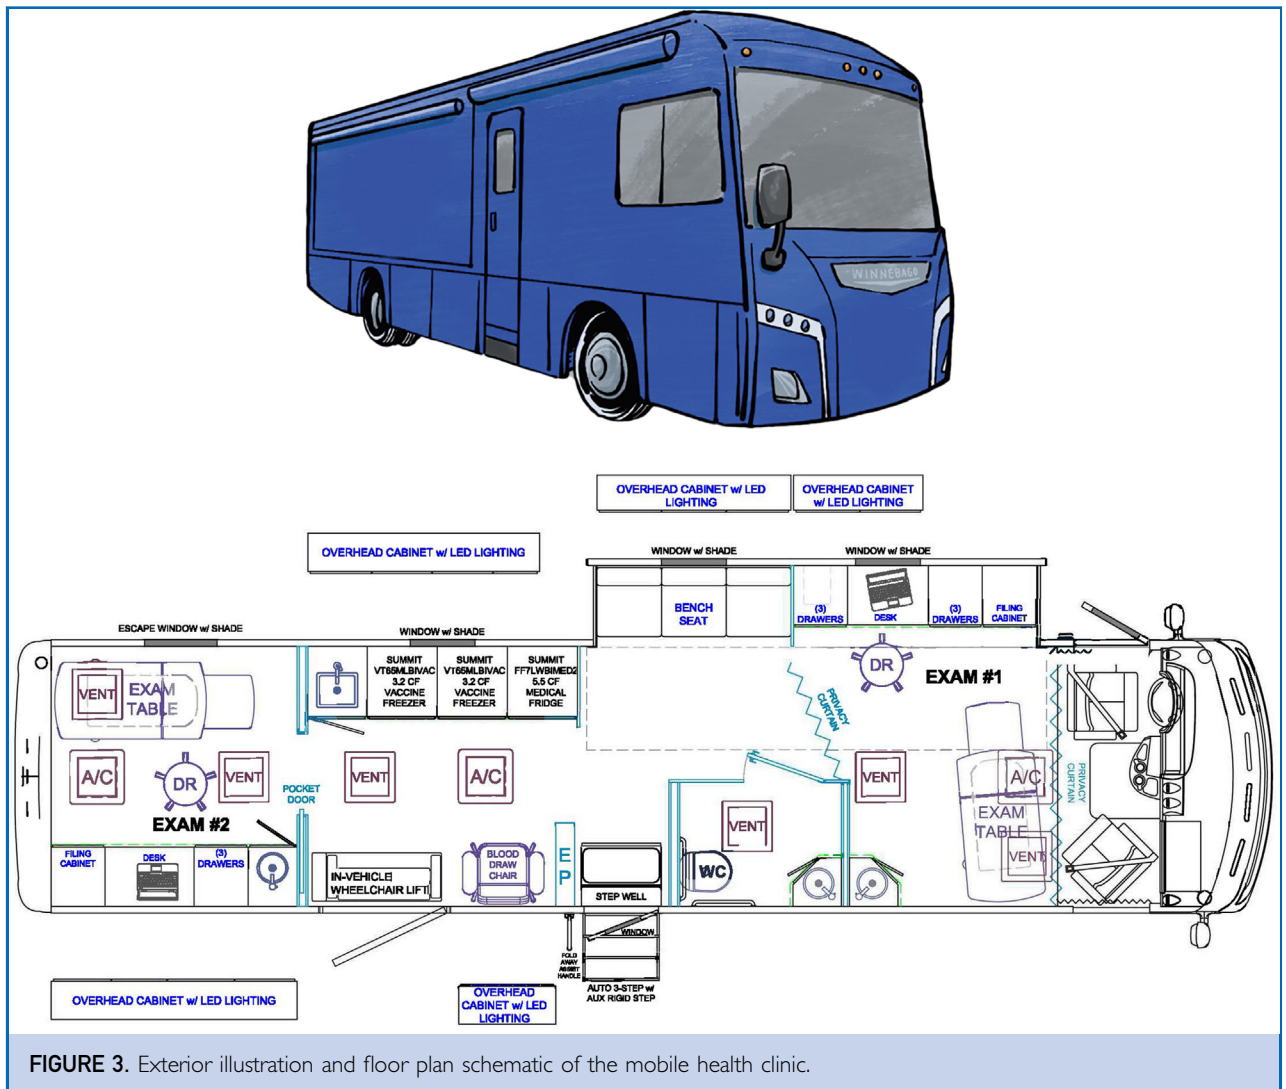 WINNEBAGO
OVERHEAD CABINET w/ LED
LIGHTING
OVERHEAD CABINET
w/ LED LIGHTING
OVERHEAD CABINET w/ LED LIGHTING
WINDOW w/ SHADE
WINDOW w/ SHADE
BENCH
SEAT
(3)
DRAWERS
DESK
(3)
DRAWERS
FILING
CABINET
ESCAPE WINDOW w/ SHADE
WINDOW w/ SHADE
SUMMIT
VT65MLBIVAC
3.2 CF
VACCINE
FREEZER
SUMMIT
VT65MLBIVAC
3.2 CF
VACCINE
FREEZER
SUMMIT
FF7LWBIMED2
5.5 CF
MEDICAL
FRIDGE
VENT
EXAM
TABLE
DR
EXAM #1
PRIVACY
CURTAIN
A/C
DR
VENT
POCKET
DOOR
VENT
A/C
VENT
A/C
PRIVACY
CURTAIN
EXAM #2
VENT
EXAM
TABLE
VENT
FILING
CABINET
DESK
(3)
DRAWERS
IN-VEHICLE
WHEELCHAIR LIFT
BLOOD
DRAW
CHAIR
E
P
WC
STEP WELL
WINDOW
FOLD
AWAY
ASSIST
HANDLE
AUTO 3-STEP w/
AUX RIGID STEP
OVERHEAD CABINET w/ LED LIGHTING
OVERHEAD
CABINET w/ LED
LIGHTING
FIGURE 3. Exterior illustration and floor plan schematic of the mobile health clinic.